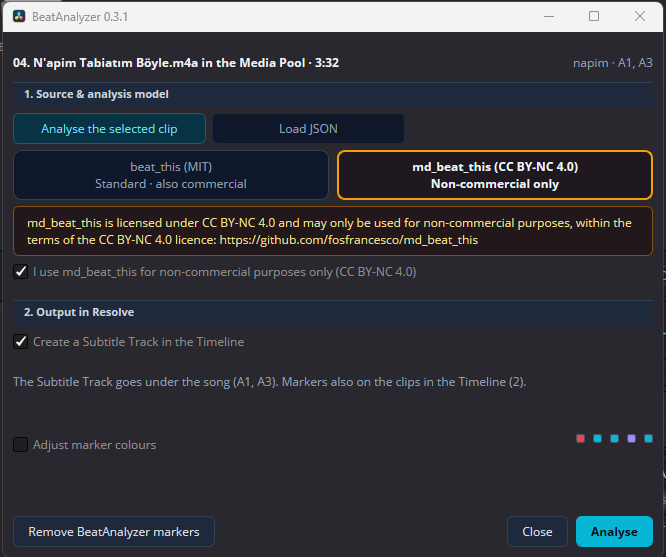 BeatAnalyzer 0.3.1
04. N'apim Tabiatım Böyle.m4a in the Media Pool · 3:32
napim · A1, A3
1. Source & analysis model
Analyse the selected clip
Load JSON
beat_this (MIT)
Standard · also commercial
md_beat_this (CC BY-NC 4.0)
Non-commercial only
md_beat_this is licensed under CC BY-NC 4.0 and may only be used for non-commercial purposes, within the
terms of the CC BY-NC 4.0 licence: https://github.com/fosfrancesco/md_beat_this
I use md_beat_this for non-commercial purposes only (CC BY-NC 4.0)
2. Output in Resolve
Create a Subtitle Track in the Timeline
The Subtitle Track goes under the song (A1, A3). Markers also on the clips in the Timeline (2).
Adjust marker colours
Remove BeatAnalyzer markers
Close
Analyse